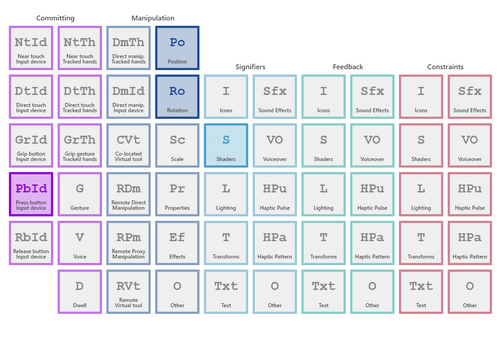 Committing
Manipulation
NtId
Near touch
Input device
NtTh
Near touch
Tracked hands
DmTh
Direct manip.
Tracked hands
Po
Position
Signifiers
Feedback
Constraints
DtId
Direct touch
Input device
DtTh
Direct touch
Tracked hands
DmId
Direct manip.
Input device
Ro
Rotation
I
Icons
Sfx
Sound Effects
I
Icons
Sfx
Sound Effects
I
Icons
Sfx
Sound Effects
GrId
Grip button
Input device
GrTh
Grip gesture
Tracked hands
CVt
Co-located
Virtual tool
Sc
Scale
S
Shaders
VO
Voiceover
S
Shaders
VO
Voiceover
S
Shaders
VO
Voiceover
PbId
Press button
Input device
G
Gesture
RDm
Remote Direct
Manipulation
Pr
Properties
L
Lighting
HPu
Haptic Pulse
L
Lighting
HPu
Haptic Pulse
L
Lighting
HPu
Haptic Pulse
RbId
Release button
Input device
V
Voice
RPm
Remote Proxy
Manipulation
Ef
Effects
T
Transforms
HPa
Haptic Pattern
T
Transforms
HPa
Haptic Pattern
T
Transforms
HPa
Haptic Pattern
D
Dwell
RVt
Remote
Virtual tool
O
Other
Txt
Text
O
Other
Txt
Text
O
Other
Txt
Text
O
Other